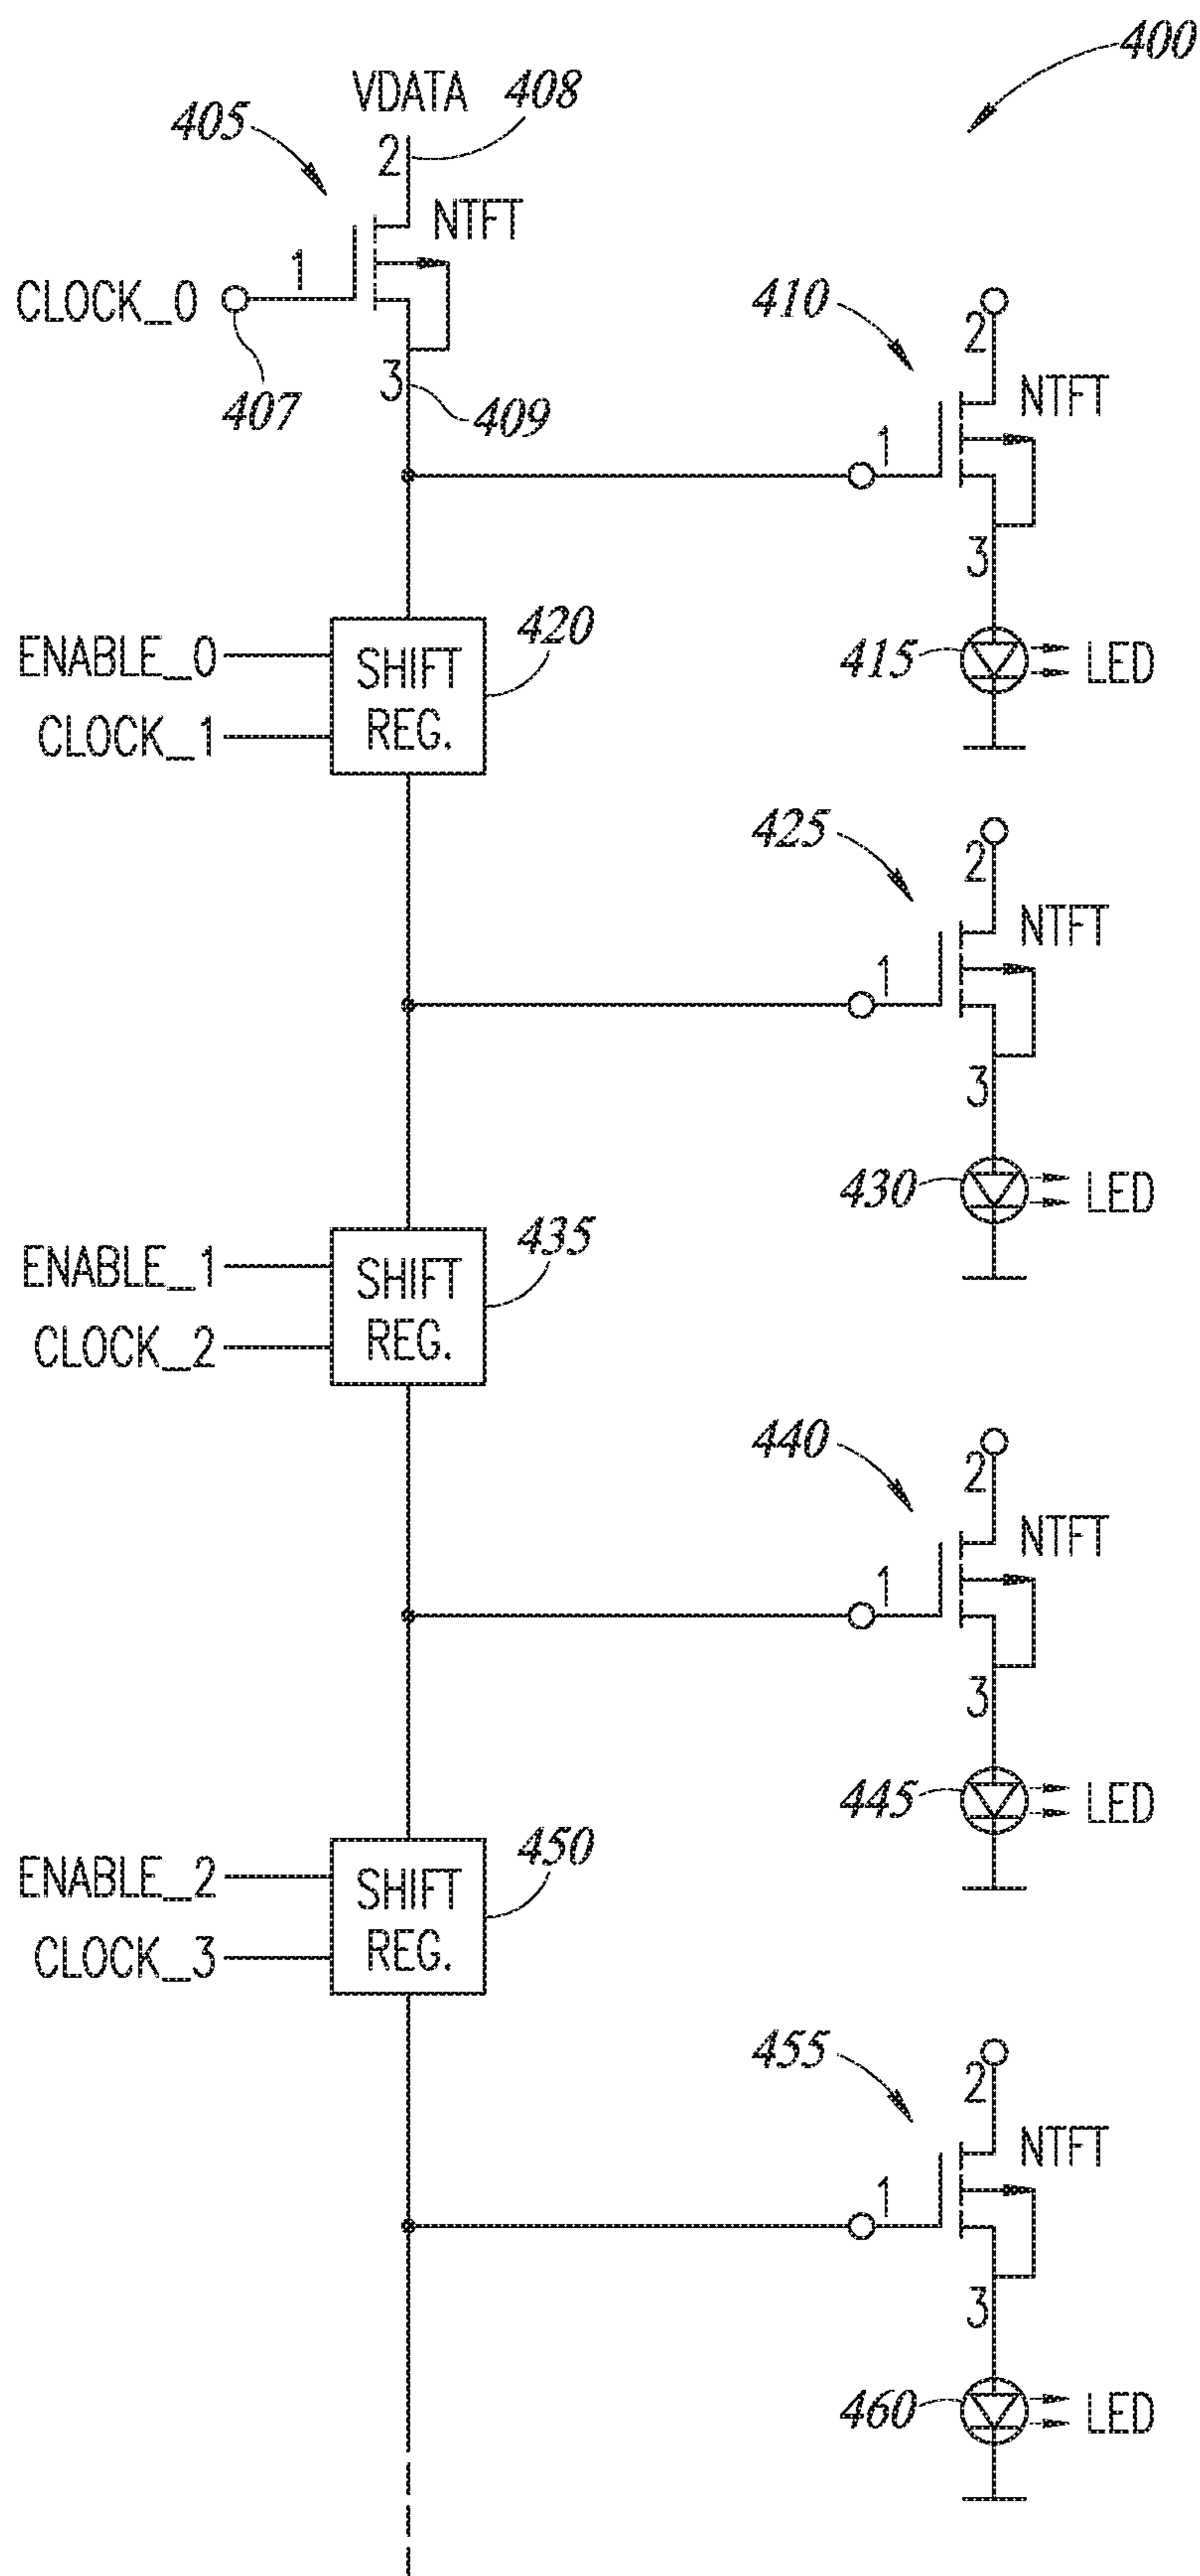 400
VDATA 408
405
2
NTFT
1
CLOCK_0
410
2
3
407
409
NTFT
1
3
ENABLE_0
SHIFT
REG.
420
415
LED
CLOCK_1
425
2
NTFT
1
3
430
LED
ENABLE_1
SHIFT
REG.
435
CLOCK_2
440
2
NTFT
1
3
445
LED
ENABLE_2
SHIFT
REG.
450
CLOCK_3
455
2
NTFT
1
3
460
LED